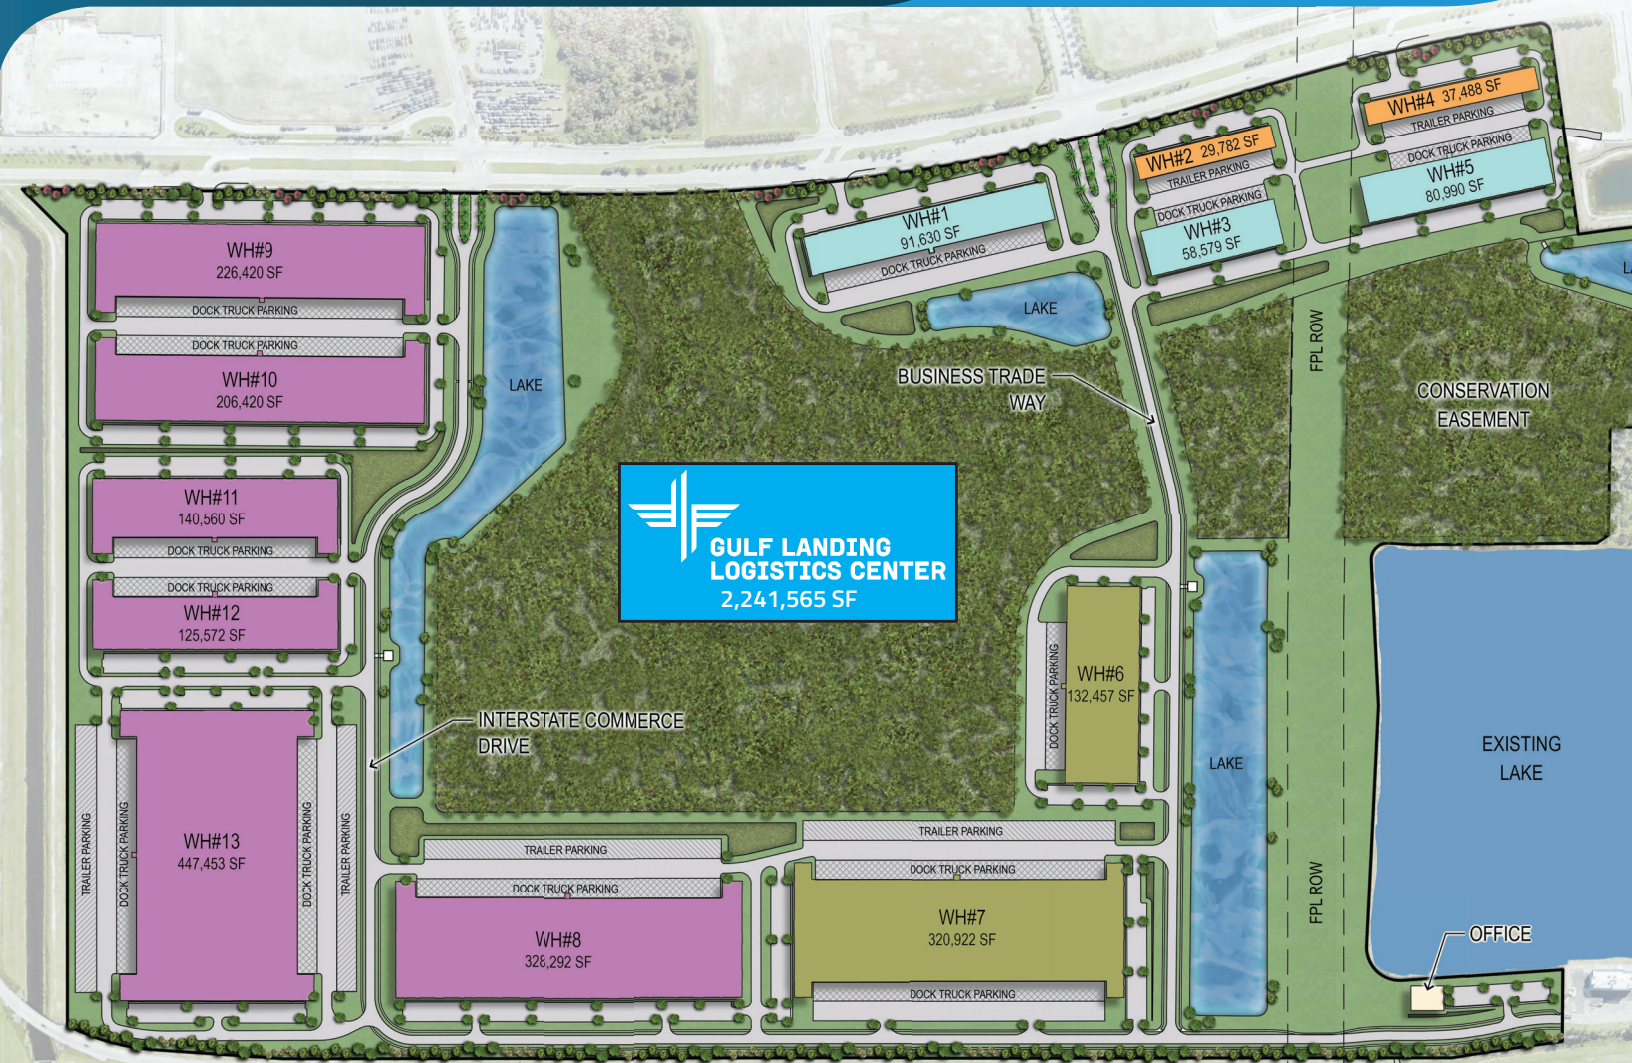 WH#4 37,488 SF
TRAILER PARKING
DOCK TRUCK PARKING
WH#5
80,990 SF
WH#2 29,782 SF
TRAILER PARKING
DOCK TRUCK PARKING
WH#3
58,579 SF
WH#1
91,630 SF
DOCK TRUCK PARKING
LAKE
WH#9
226,420 SF
DOCK TRUCK PARKING
DOCK TRUCK PARKING
WH#10
206,420 SF
LAKE
BUSINESS TRADE
WAY
FPL ROW
CONSERVATION
EASEMENT
WH#11
140,560 SF
DOCK TRUCK PARKING
DOCK TRUCK PARKING
WH#12
125,572 SF
GULF LANDING
LOGISTICS CENTER
2,241,565 SF
DOCK TRUCK PARKING
WH#6
132,457 SF
INTERSTATE COMMERCE
DRIVE
LAKE
EXISTING
LAKE
TRAILER PARKING
DOCK TRUCK PARKING
WH#13
447,453 SF
DOCK TRUCK PARKING
TRAILER PARKING
TRAILER PARKING
TRALER PARKING
DOCK TRUCK PARKING
DOCK TRUCK PARKING
WH#8
328,292 SF
WH#7
320,922 SF
DOCK TRUCK PARKING
FPL ROW
OFFICE